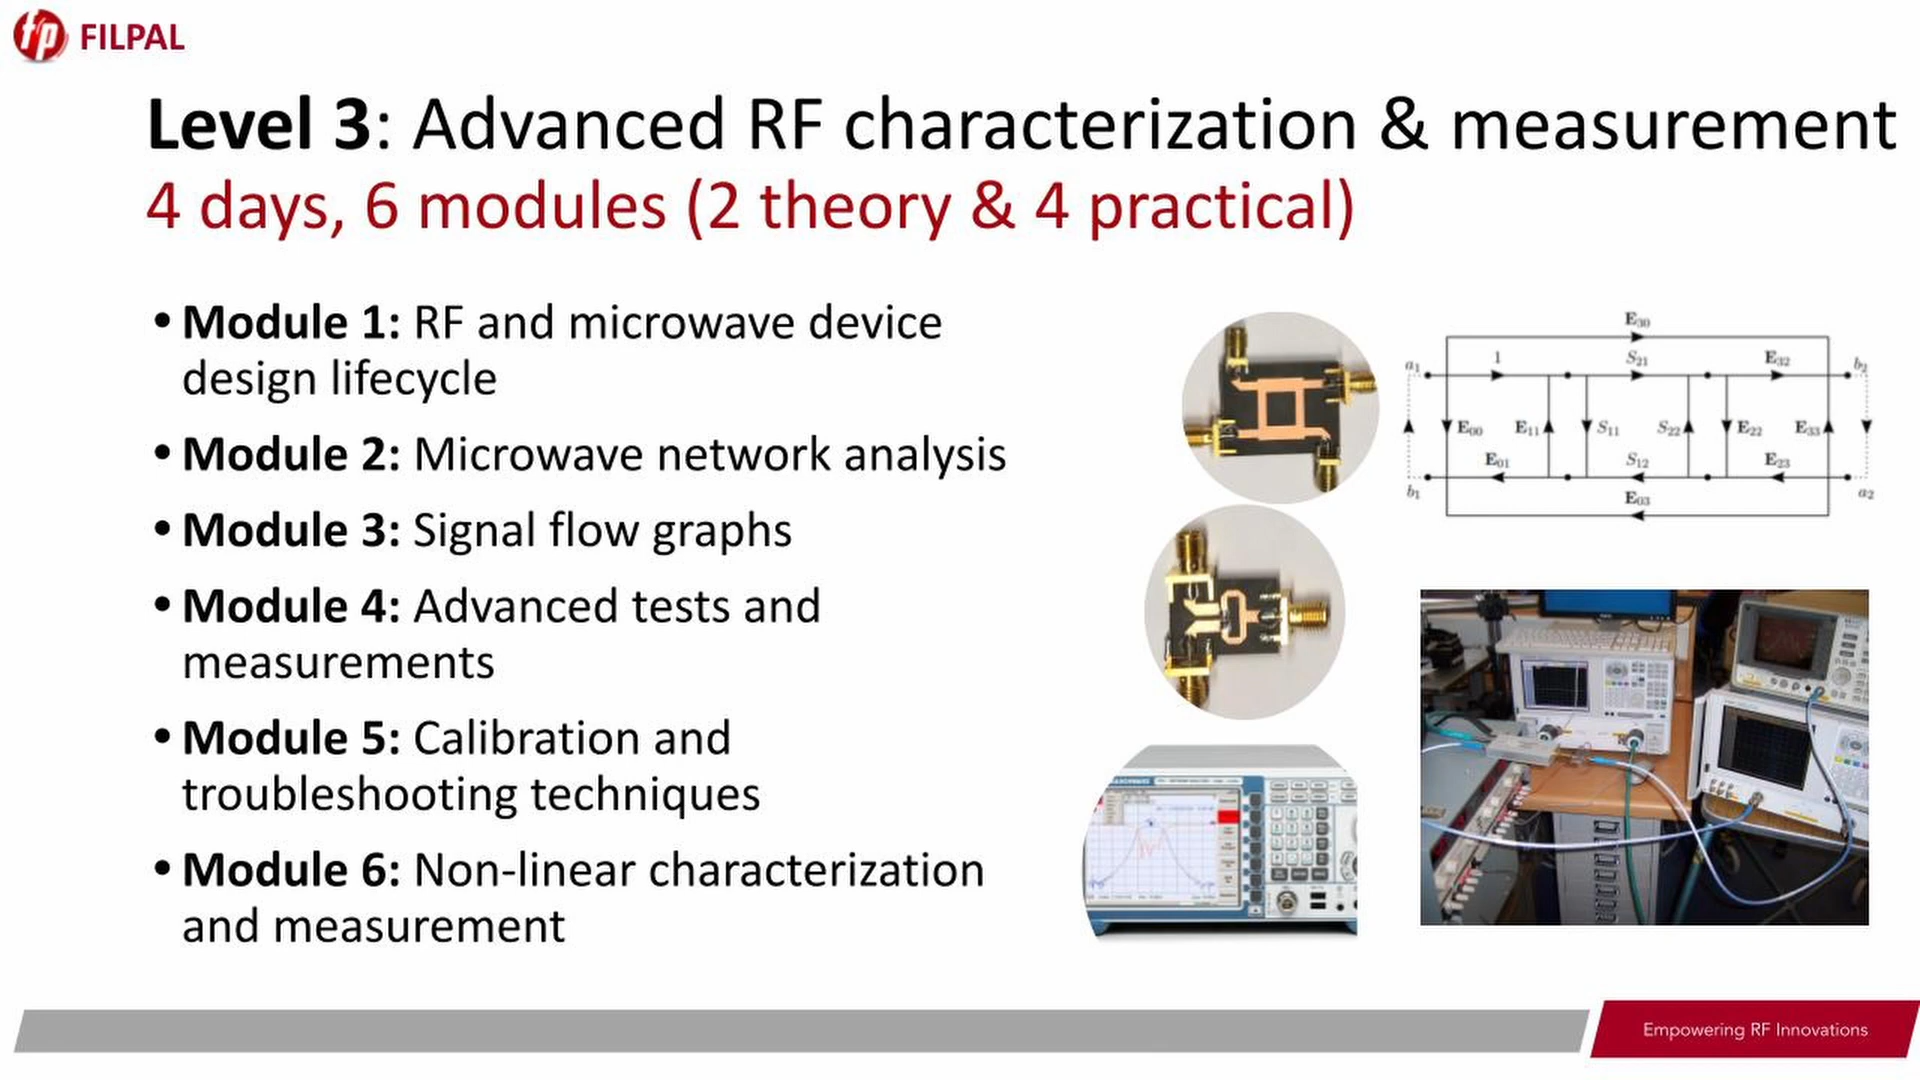 fp FILPAL
Level 3: Advanced RF characterization & measurement
4 days, 6 modules (2 theory & 4 practical)
• Module 1: RF and microwave device
design lifecycle
• Module 2: Microwave network analysis
• Module 3: Signal flow graphs
• Module 4: Advanced tests and
measurements
• Module 5: Calibration and
troubleshooting techniques
• Module 6: Non-linear characterization
and measurement
E30
a1 1 S21 E32 b2
E00 E11 S11 S22 E22 E33
E01 S12 E23
b1 E03 a2
Empowering RF Innovations